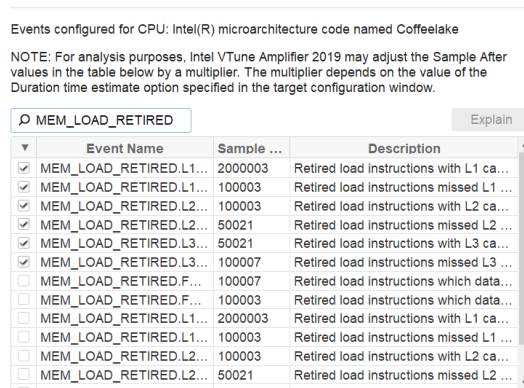 Events configured for CPU: Intel(R) microarchitecture code named Coffeelake
NOTE: For analysis purposes, Intel VTune Amplifier 2019 may adjust the Sample After
values in the table below by a multiplier. The multiplier depends on the value of the
Duration time estimate option specified in the target configuration window.
MEM_LOAD_RETIRED Explain
Event Name Sample ... Description
MEM_LOAD_RETIRED.L1... 2000003 Retired load instructions with L1 ca...
MEM_LOAD_RETIRED.L1... 100003 Retired load instructions missed L1 ...
MEM_LOAD_RETIRED.L2... 100003 Retired load instructions with L2 ca...
MEM_LOAD_RETIRED.L2... 50021 Retired load instructions missed L2 ...
MEM_LOAD_RETIRED.L3... 50021 Retired load instructions with L3 ca...
MEM_LOAD_RETIRED.L3... 100007 Retired load instructions missed L3 ...
MEM_LOAD_RETIRED.F... 100007 Retired load instructions which data...
MEM_LOAD_RETIRED.F... 100003 Retired load instructions which data...
MEM_LOAD_RETIRED.L1... 2000003 Retired load instructions with L1 ca...
MEM_LOAD_RETIRED.L1... 100003 Retired load instructions missed L1 ...
MEM_LOAD_RETIRED.L2... 100003 Retired load instructions with L2 ca...
MEM_LOAD_RETIRED.L2... 50021 Retired load instructions missed L2 ...